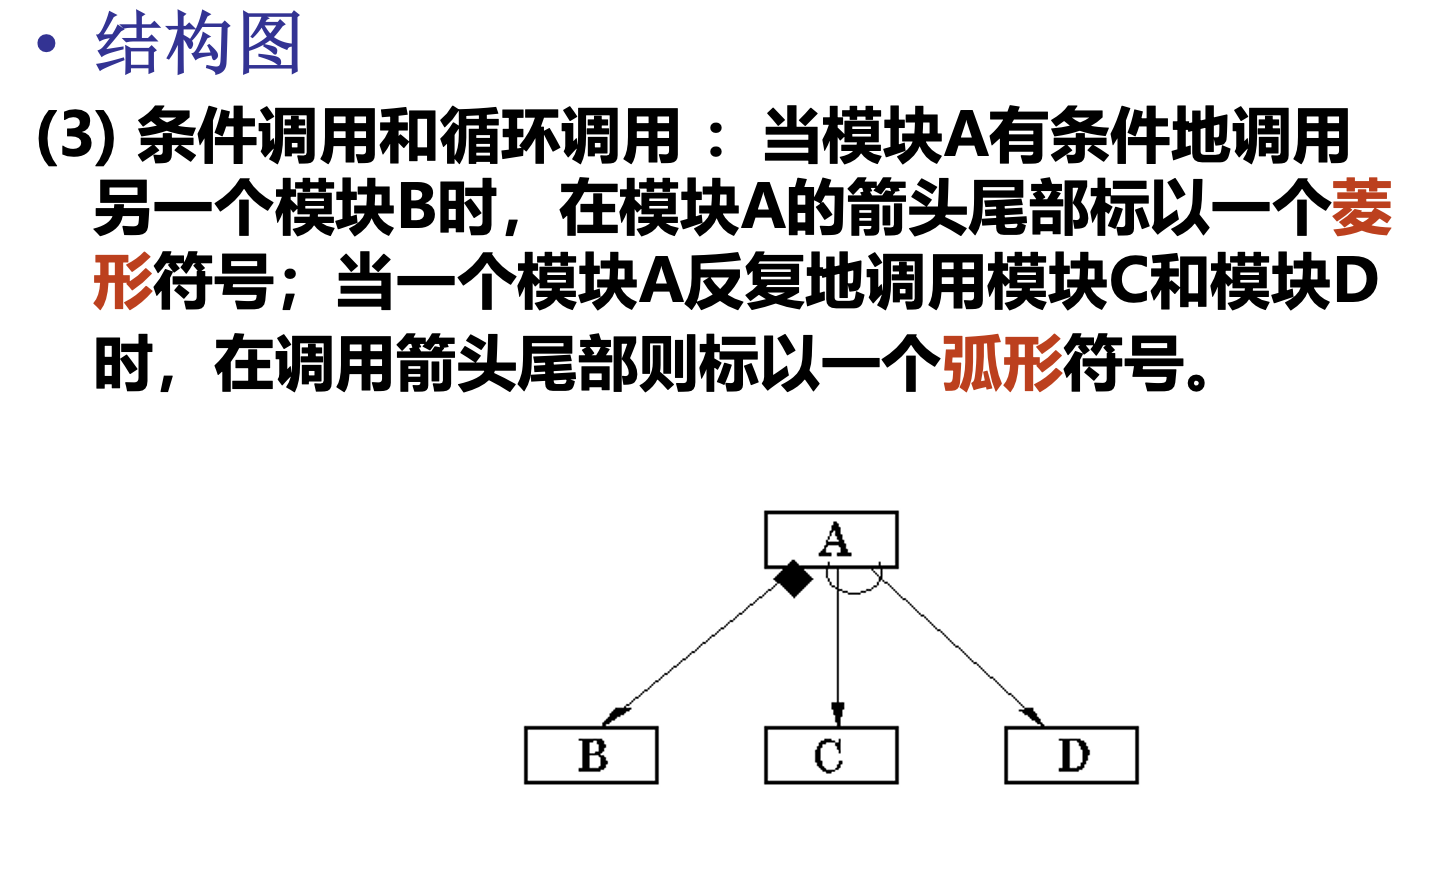 • 结构图
(3) 条件调用和循环调用 ：当模块A有条件地调用
另一个模块B时，在模块A的箭头尾部标以一个菱
形符号；当一个模块A反复地调用模块C和模块D
时，在调用箭头尾部则标以一个弧形符号。
A
B C D